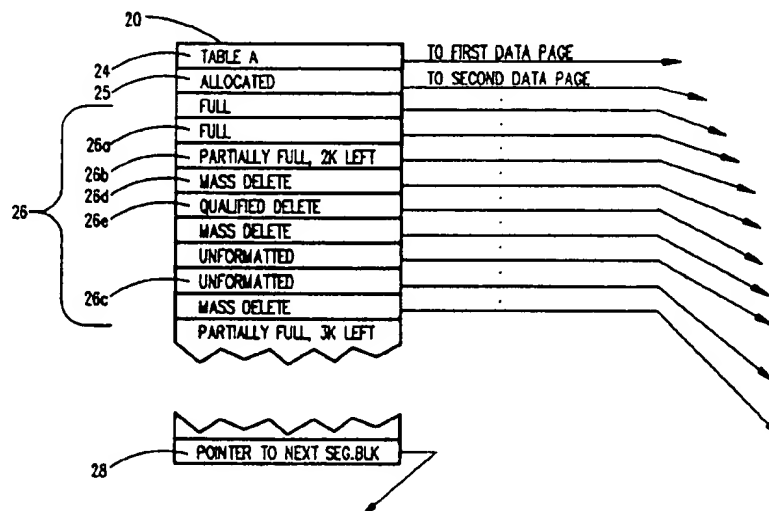 20
24 TABLE A TO FIRST DATA PAGE
25 ALLOCATED TO SECOND DATA PAGE
FULL
26a FULL
26b PARTIALLY FULL, 2K LEFT
26d MASS DELETE
26 26e QUALIFIED DELETE
MASS DELETE
UNFORMATTED
26c UNFORMATTED
MASS DELETE
PARTIALLY FULL, 3K LEFT
28 POINTER TO NEXT SEG.BLK